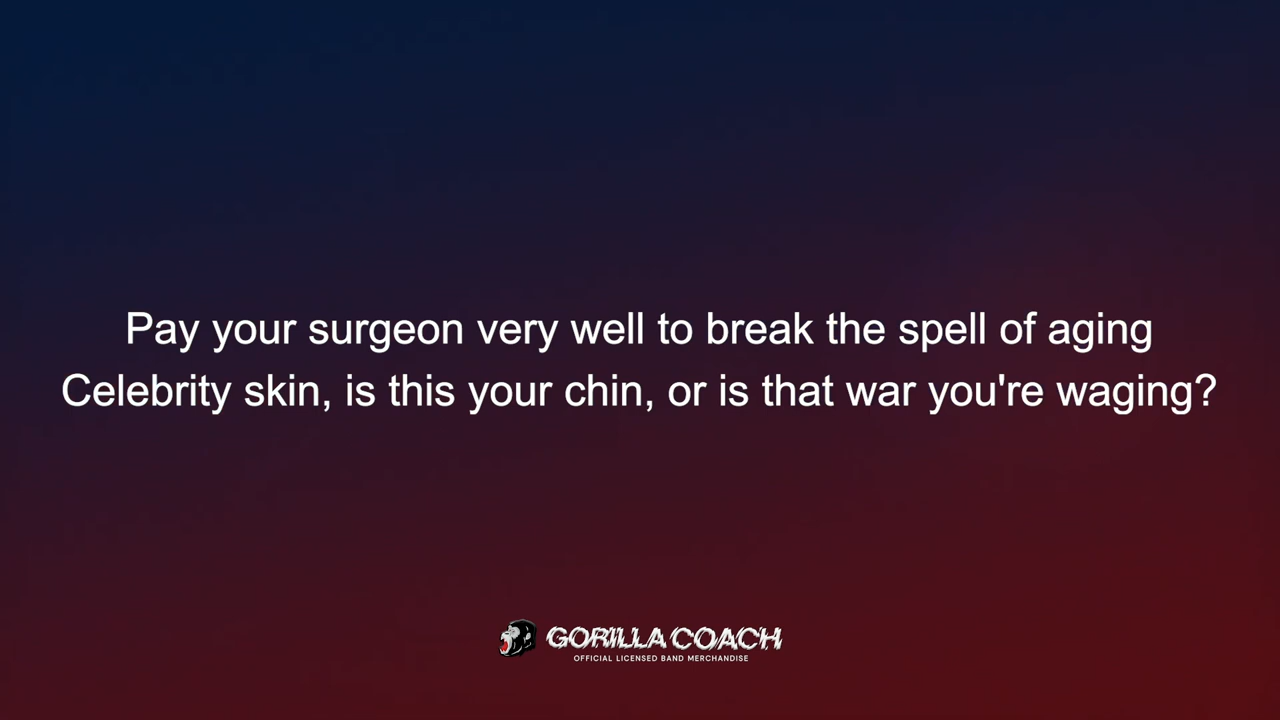 Pay your surgeon very well to break the spell of aging
Celebrity skin, is this your chin, or is that war you're waging?
GORILLA COACH
OFFICIAL LICENSED BAND MERCHANDISE